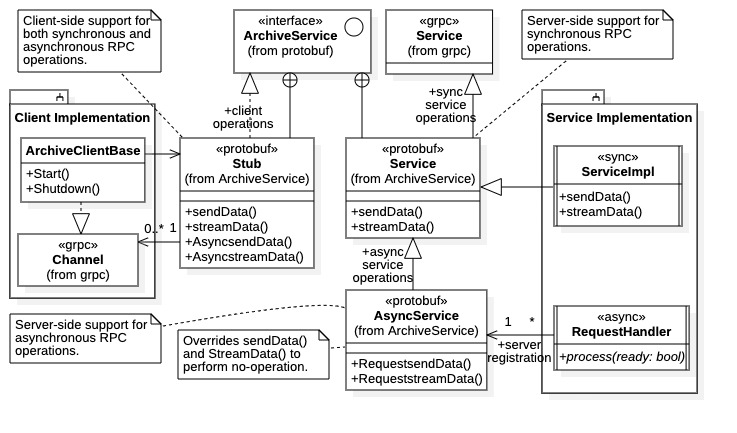 Client-side support for
both synchronous and
asynchronous RPC
operations.
«interface»
ArchiveService
(from protobuf)
«grpc»
Service
(from grpc)
Server-side support for
synchronous RPC
operations.
+client
operations
+sync
service
operations
Client Implementation
ArchiveClientBase
+Start()
+Shutdown()
«grpc»
Channel
(from grpc)
0..* 1
«protobuf»
Stub
(from ArchiveService)
+sendData()
+streamData()
+AsyncsendData()
+AsyncstreamData()
«protobuf»
Service
(from ArchiveService)
+sendData()
+streamData()
Service Implementation
«sync»
ServiceImpl
+sendData()
+streamData()
+async
service
operations
Server-side support for
asynchronous RPC
operations.
Overrides sendData()
and StreamData() to
perform no-operation.
«protobuf»
AsyncService
(from ArchiveService)
+RequestsendData()
+RequeststreamData()
1 *
+server
registration
«async»
RequestHandler
+process(ready: bool)